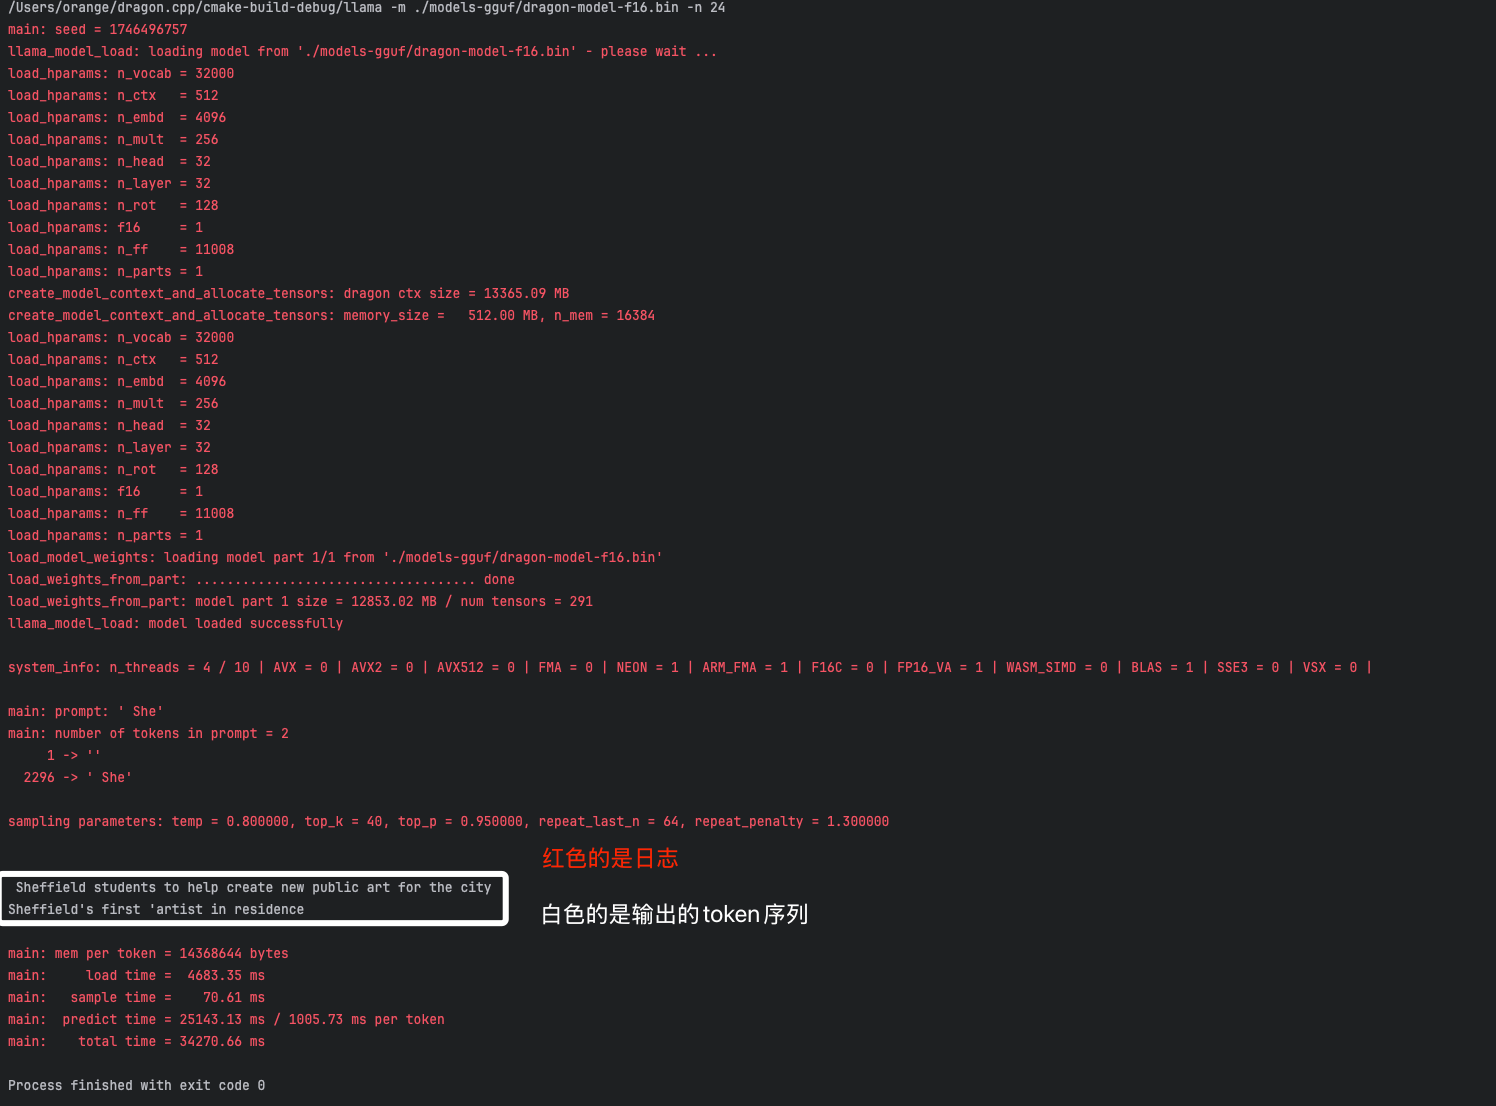 /Users/orange/dragon.cpp/cmake-build-debug/llama -m ./models-gguf/dragon-model-f16.bin -n 24
main: seed = 1746496757
llama_model_load: loading model from './models-gguf/dragon-model-f16.bin' - please wait ...
load_hparams: n_vocab = 32000
load_hparams: n_ctx   = 512
load_hparams: n_embd  = 4096
load_hparams: n_mult  = 256
load_hparams: n_head  = 32
load_hparams: n_layer = 32
load_hparams: n_rot   = 128
load_hparams: f16     = 1
load_hparams: n_ff    = 11008
load_hparams: n_parts = 1
create_model_context_and_allocate_tensors: dragon ctx size = 13365.09 MB
create_model_context_and_allocate_tensors: memory_size =   512.00 MB, n_mem = 16384
load_hparams: n_vocab = 32000
load_hparams: n_ctx   = 512
load_hparams: n_embd  = 4096
load_hparams: n_mult  = 256
load_hparams: n_head  = 32
load_hparams: n_layer = 32
load_hparams: n_rot   = 128
load_hparams: f16     = 1
load_hparams: n_ff    = 11008
load_hparams: n_parts = 1
load_model_weights: loading model part 1/1 from './models-gguf/dragon-model-f16.bin'
load_weights_from_part: .................................... done
load_weights_from_part: model part 1 size = 12853.02 MB / num tensors = 291
llama_model_load: model loaded successfully
system_info: n_threads = 4 / 10 | AVX = 0 | AVX2 = 0 | AVX512 = 0 | FMA = 0 | NEON = 1 | ARM_FMA = 1 | F16C = 0 | FP16_VA = 1 | WASM_SIMD = 0 | BLAS = 1 | SSE3 = 0 | VSX = 0 |
main: prompt: ' She'
main: number of tokens in prompt = 2
     1 -> ''
  2296 -> ' She'
sampling parameters: temp = 0.800000, top_k = 40, top_p = 0.950000, repeat_last_n = 64, repeat_penalty = 1.300000
红色的是日志
 Sheffield students to help create new public art for the city
Sheffield's first 'artist in residence
白色的是输出的token序列
main: mem per token = 14368644 bytes
main:     load time =  4683.35 ms
main:   sample time =    70.61 ms
main:  predict time = 25143.13 ms / 1005.73 ms per token
main:    total time = 34270.66 ms
Process finished with exit code 0